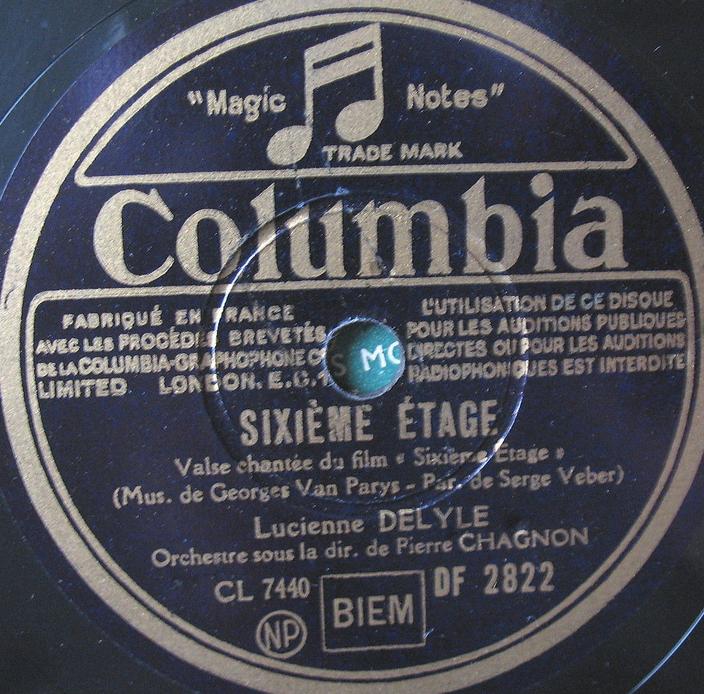 "Magic Notes"
TRADE MARK
Columbia
FABRIQUÉ EN FRANCE
AVEC LES PROCÉDÉS BREVETÉS
DE LA COLUMBIA-GRAPHOPHONE CO
LIMITED LONDON. E.C.1
L'UTILISATION DE CE DISQUE
POUR LES AUDITIONS PUBLIQUES
DIRECTES OU POUR LES AUDITIONS
RADIOPHONIQUES EST INTERDITE
S MC
SIXIÈME ÉTAGE
Valse chantée du film « Sixième Étage »
(Mus. de Georges Van Parys - Par. de Serge Veber)
Lucienne DELYLE
Orchestre sous la dir. de Pierre CHAGNON
CL 7440 BIEM DF 2822
NP